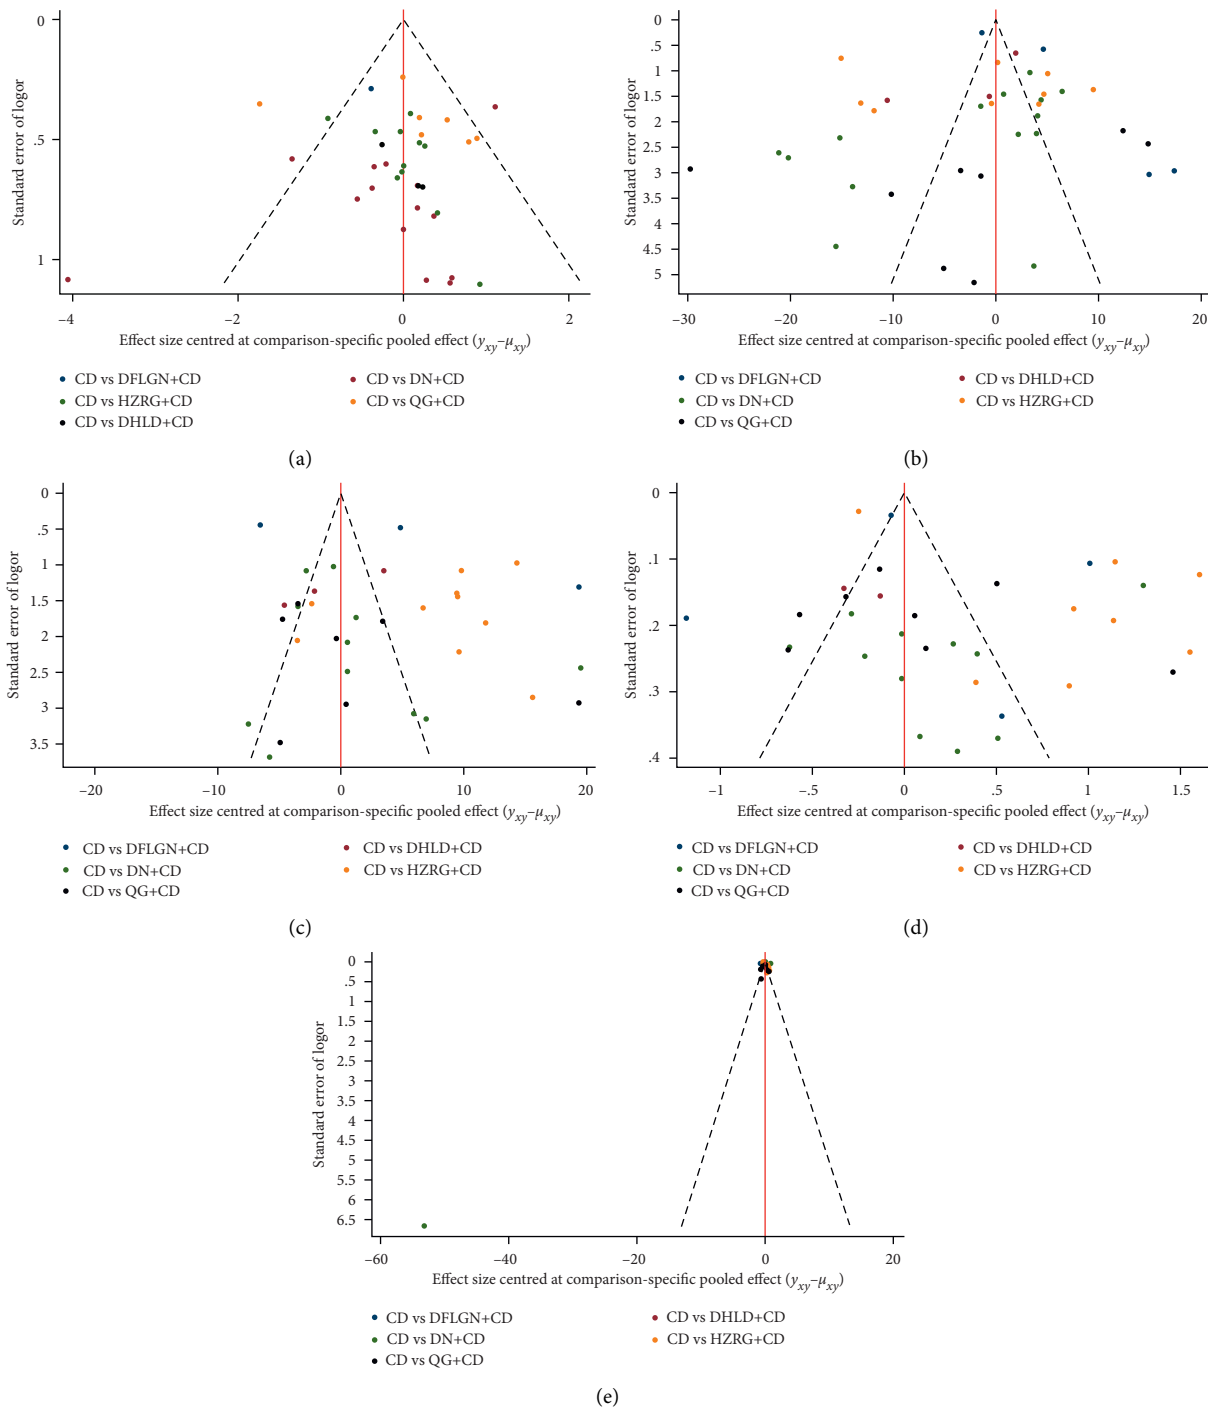 0
.5
1
Standard error of logor
–4
–2
0
2
Effect size centred at comparison-specific pooled effect (yxy–μxy)
CD vs DFLGN+CD
CD vs HZRG+CD
CD vs DHLD+CD
CD vs DN+CD
CD vs QG+CD
(a)
0
.5
1
1.5
2
2.5
3
3.5
4
4.5
5
Standard error of logor
–30
–20
–10
0
10
20
Effect size centred at comparison-specific pooled effect (yxy–μxy)
CD vs DFLGN+CD
CD vs DN+CD
CD vs QG+CD
CD vs DHLD+CD
CD vs HZRG+CD
(b)
0
.5
1
1.5
2
2.5
3
3.5
Standard error of logor
–20
–10
0
10
20
Effect size centred at comparison-specific pooled effect (yxy–μxy)
CD vs DFLGN+CD
CD vs DN+CD
CD vs QG+CD
CD vs DHLD+CD
CD vs HZRG+CD
(c)
0
.1
.2
.3
.4
Standard error of logor
–1
–.5
0
.5
1
1.5
Effect size centred at comparison-specific pooled effect (yxy–μxy)
CD vs DFLGN+CD
CD vs DN+CD
CD vs QG+CD
CD vs DHLD+CD
CD vs HZRG+CD
(d)
0
.5
1
1.5
2
2.5
3
3.5
4
4.5
5
5.5
6
6.5
Standard error of logor
–60
–40
–20
0
20
Effect size centred at comparison-specific pooled effect (yxy–μxy)
CD vs DFLGN+CD
CD vs DN+CD
CD vs QG+CD
CD vs DHLD+CD
CD vs HZRG+CD
(e)